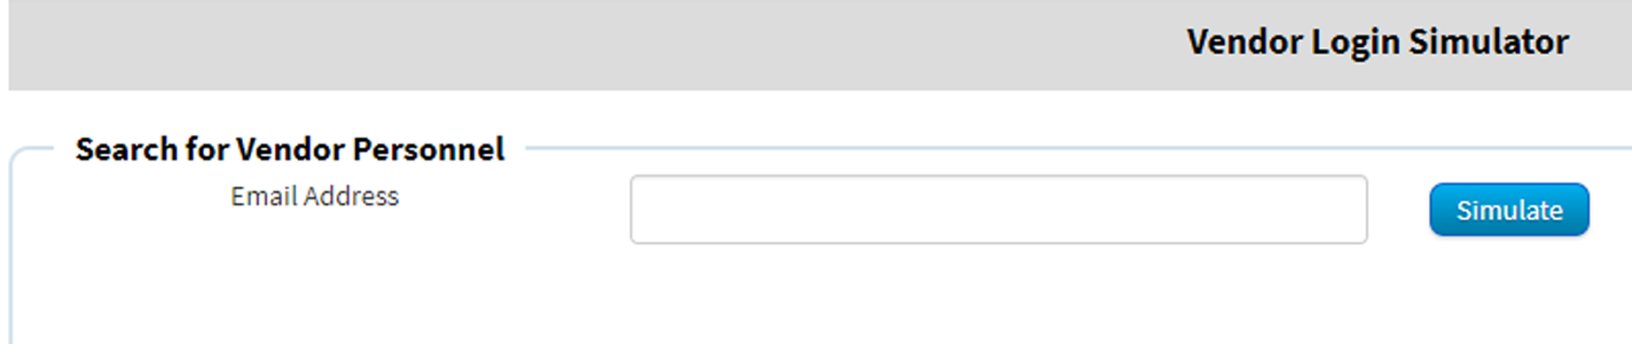 Vendor Login Simulator
Search for Vendor Personnel
Email Address
Simulate